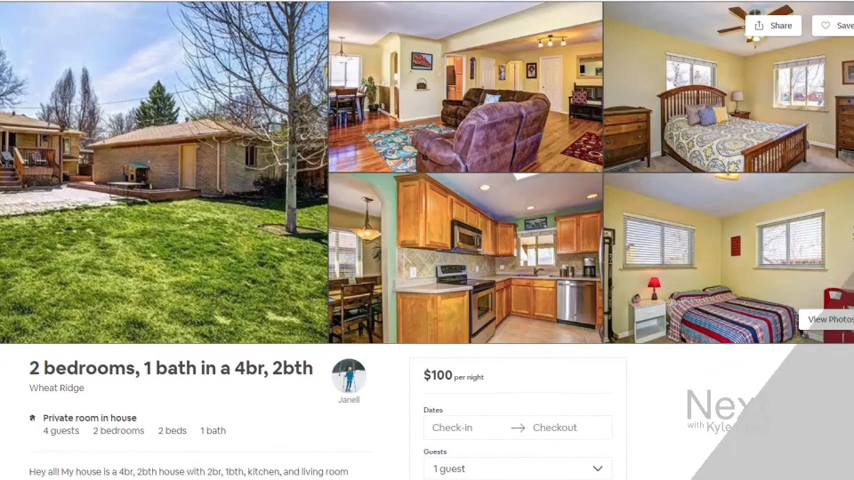 Share
Save
View Photos
2 bedrooms, 1 bath in a 4br, 2bth
Wheat Ridge
Janell
Private room in house
4 guests 2 bedrooms 2 beds 1 bath
Hey all! My house is a 4br, 2bth house with 2br, 1bth, kitchen, and living room
$100 per night
Dates
Check-in → Checkout
Guests
1 guest
Next
with Kyle